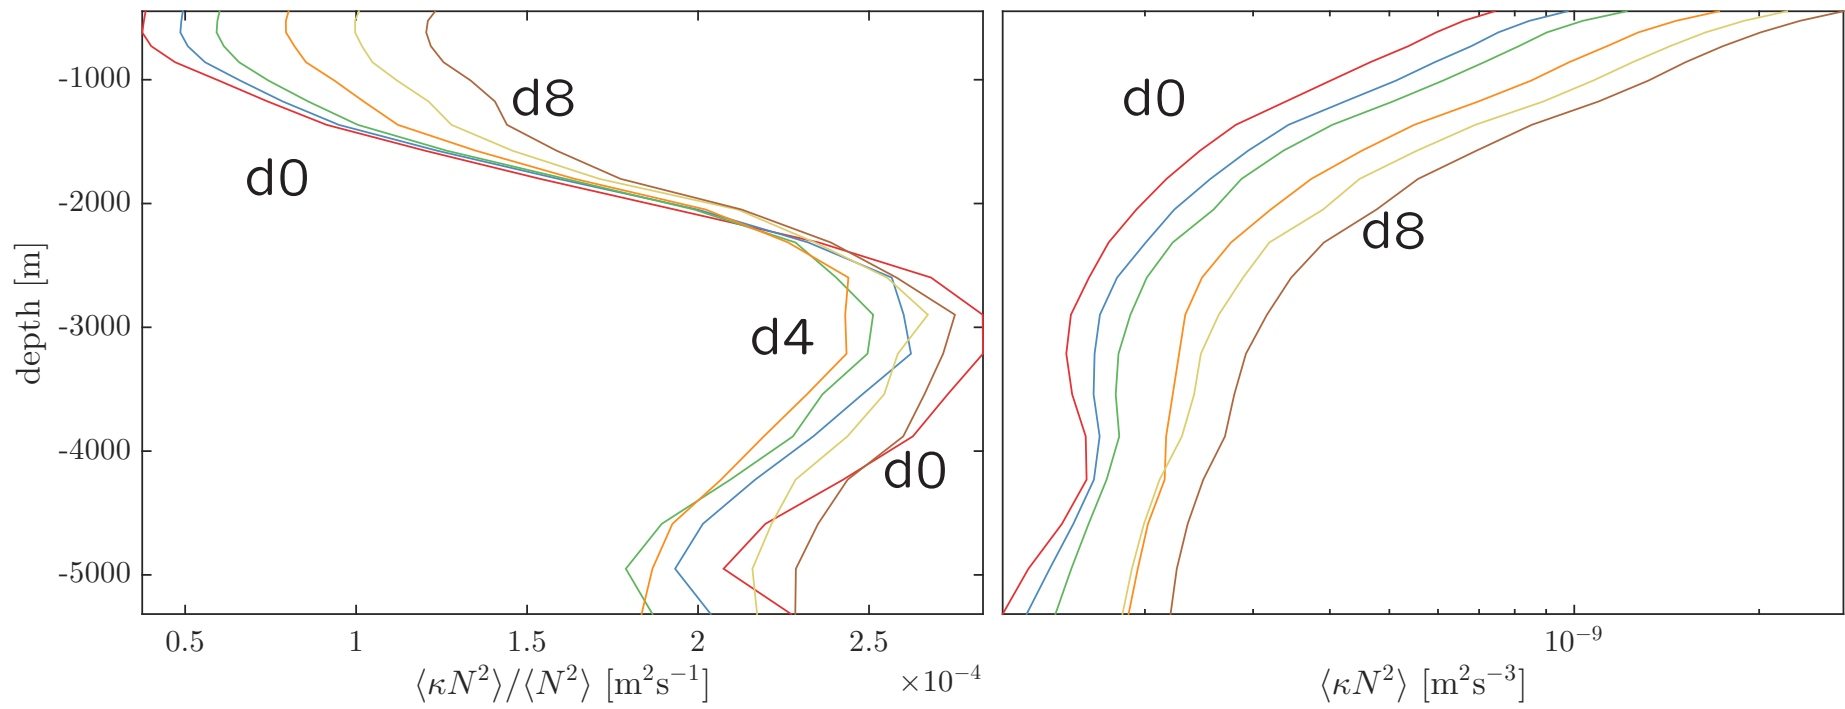 d8
d0
d0
d8
d4
d0
depth [m]
-1000
-2000
-3000
-4000
-5000
0.5 1 1.5 2 2.5
×10⁻⁴
⟨κN²⟩/⟨N²⟩ [m²s⁻¹]
10⁻⁹
⟨κN²⟩ [m²s⁻³]